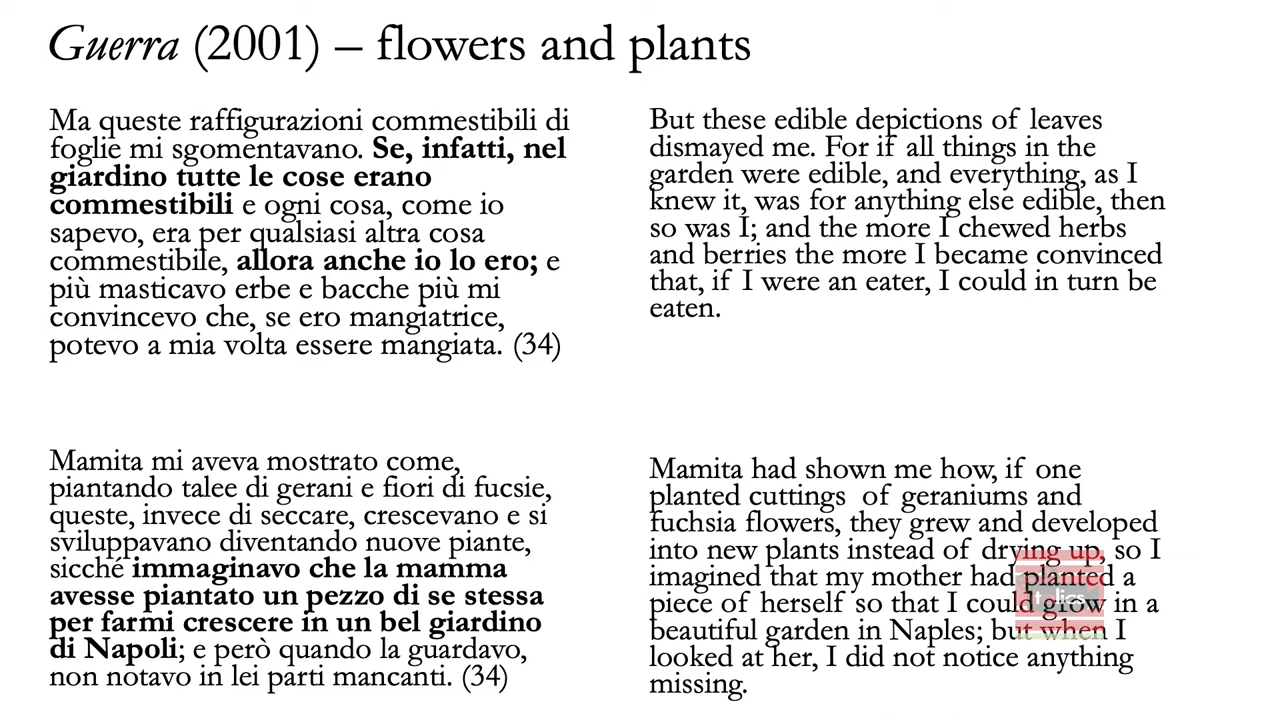 Guerra (2001) – flowers and plants
Ma queste raffigurazioni commestibili di
foglie mi sgomentavano. Se, infatti, nel
giardino tutte le cose erano
commestibili e ogni cosa, come io
sapevo, era per qualsiasi altra cosa
commestibile, allora anche io lo ero; e
più masticavo erbe e bacche più mi
convincevo che, se ero mangiatrice,
potevo a mia volta essere mangiata. (34)
But these edible depictions of leaves
dismayed me. For if all things in the
garden were edible, and everything, as I
knew it, was for anything else edible, then
so was I; and the more I chewed herbs
and berries the more I became convinced
that, if I were an eater, I could in turn be
eaten.
Mamita mi aveva mostrato come,
piantando talee di gerani e fiori di fucsie,
queste, invece di seccare, crescevano e si
sviluppavano diventando nuove piante,
sicché immaginavo che la mamma
avesse piantato un pezzo di se stessa
per farmi crescere in un bel giardino
di Napoli; e però quando la guardavo,
non notavo in lei parti mancanti. (34)
Mamita had shown me how, if one
planted cuttings of geraniums and
fuchsia flowers, they grew and developed
into new plants instead of drying up, so I
imagined that my mother had planted a
piece of herself so that I could grow in a
beautiful garden in Naples; but when I
looked at her, I did not notice anything
missing.